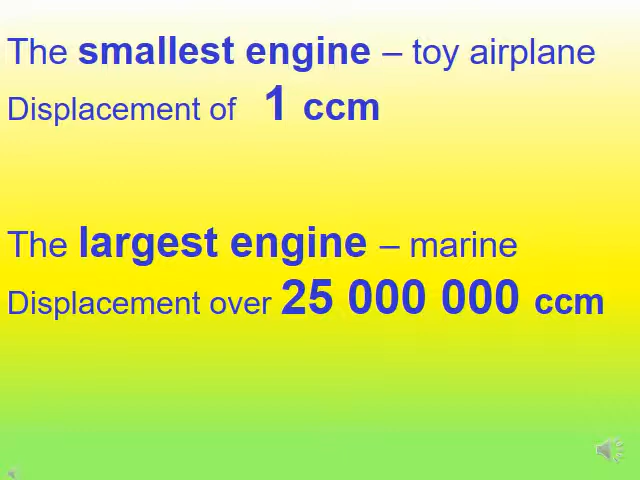 The smallest engine – toy airplane
Displacement of 1 ccm
The largest engine – marine
Displacement over 25 000 000 ccm